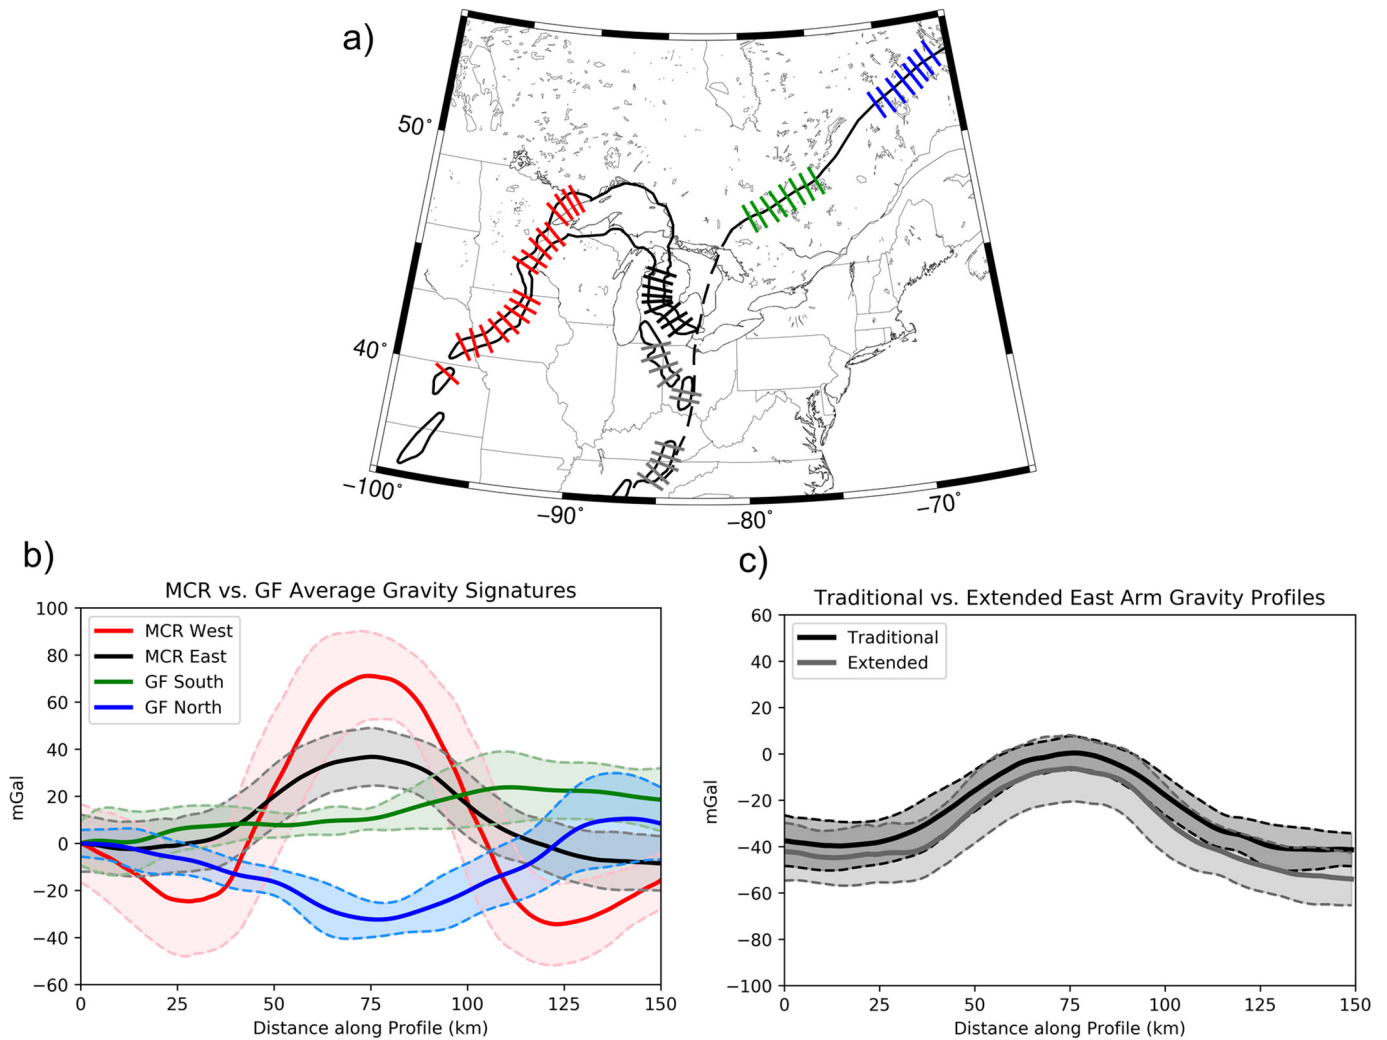 a)
50°
40°
−100°
−90°
−80°
−70°
b)
MCR vs. GF Average Gravity Signatures
100
80
60
40
20
0
−20
−40
−60
mGal
MCR West
MCR East
GF South
GF North
0 25 50 75 100 125 150
Distance along Profile (km)
c)
Traditional vs. Extended East Arm Gravity Profiles
60
40
20
0
−20
−40
−60
−80
−100
mGal
Traditional
Extended
0 25 50 75 100 125 150
Distance along Profile (km)